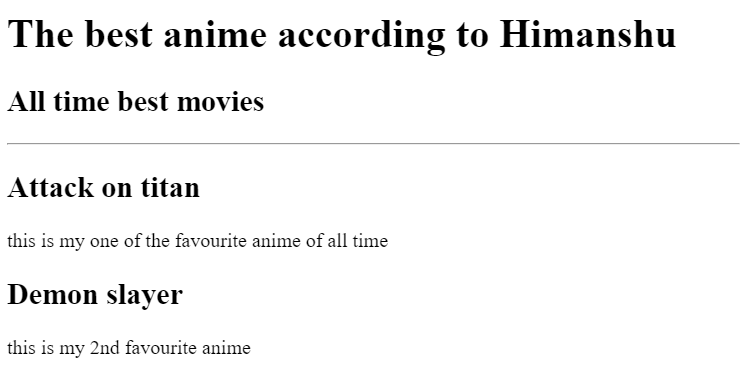 The best anime according to Himanshu
All time best movies
Attack on titan
this is my one of the favourite anime of all time
Demon slayer
this is my 2nd favourite anime